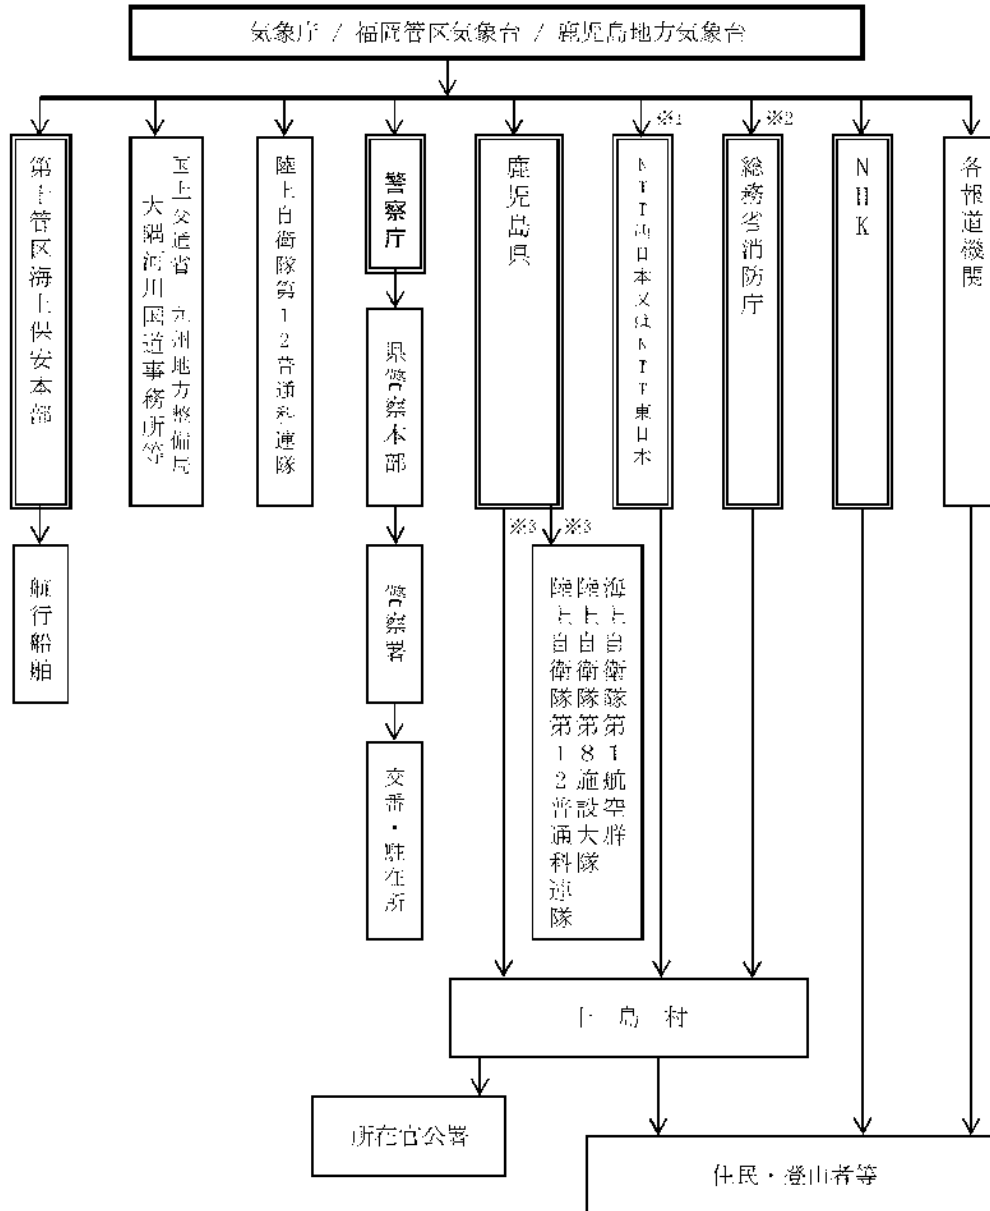 気象庁 / 福岡管区気象台 / 鹿児島地方気象台
※1
※2
第十管区海上保安本部
国土交通省 九州地方整備局
大隅河川国道事務所等
陸上自衛隊第12普通科連隊
警察庁
鹿児島県
NTT西日本又はNTT東日本
総務省消防庁
NHK
各報道機関
県警察本部
※3
※3
航行船舶
警察署
海上自衛隊第1航空群
陸上自衛隊第8施設大隊
陸上自衛隊第12普通科連隊
交番・駐在所
十 島 村
所在官公署
住民・登山者等